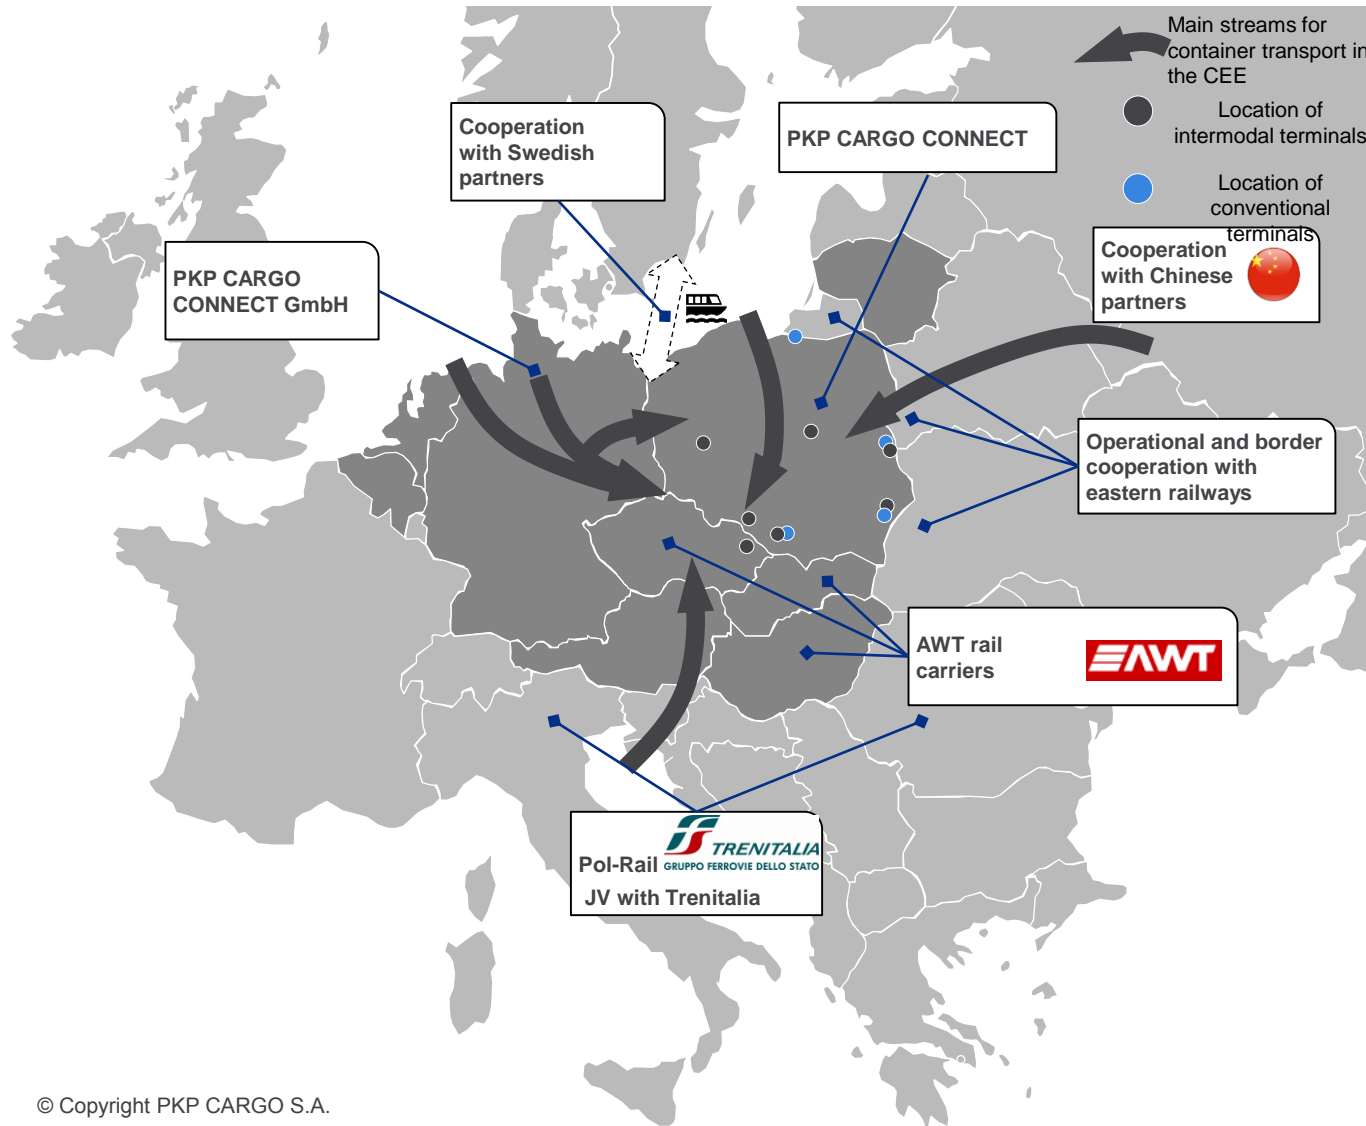 Main streams for
container transport in
the CEE
Location of
intermodal terminals
Location of
conventional
terminals
Cooperation
with Swedish
partners
PKP CARGO CONNECT
PKP CARGO
CONNECT GmbH
Cooperation
with Chinese
partners
Operational and border
cooperation with
eastern railways
AWT rail
carriers
AWT
TRENITALIA
GRUPPO FERROVIE DELLO STATO
Pol-Rail
JV with Trenitalia
© Copyright PKP CARGO S.A.